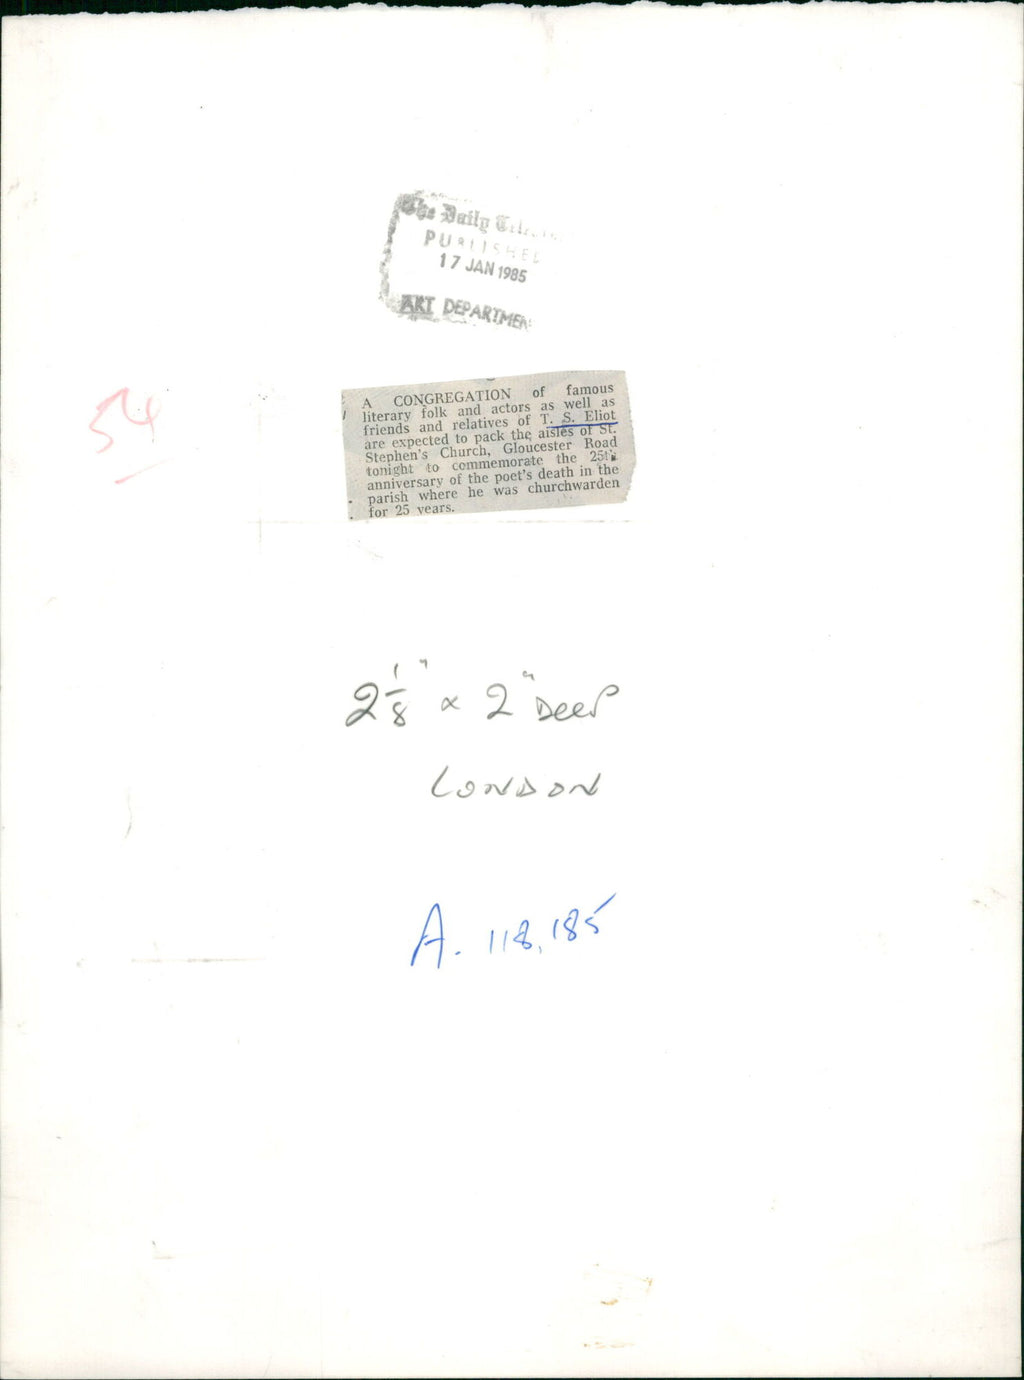 The Daily
PUBLISHED
17 JAN 1985
ART DEPARTMEN
54
A CONGREGATION of famous
literary folk and actors as well as
friends and relatives of T. S. Eliot
are expected to pack the aisles of St.
Stephen's Church, Gloucester Road
tonight to commemorate the 25th
anniversary of the poet's death in the
parish where he was churchwarden
for 25 years.
2 1/8" x 2" DEEP
LONDON
A. 118,185